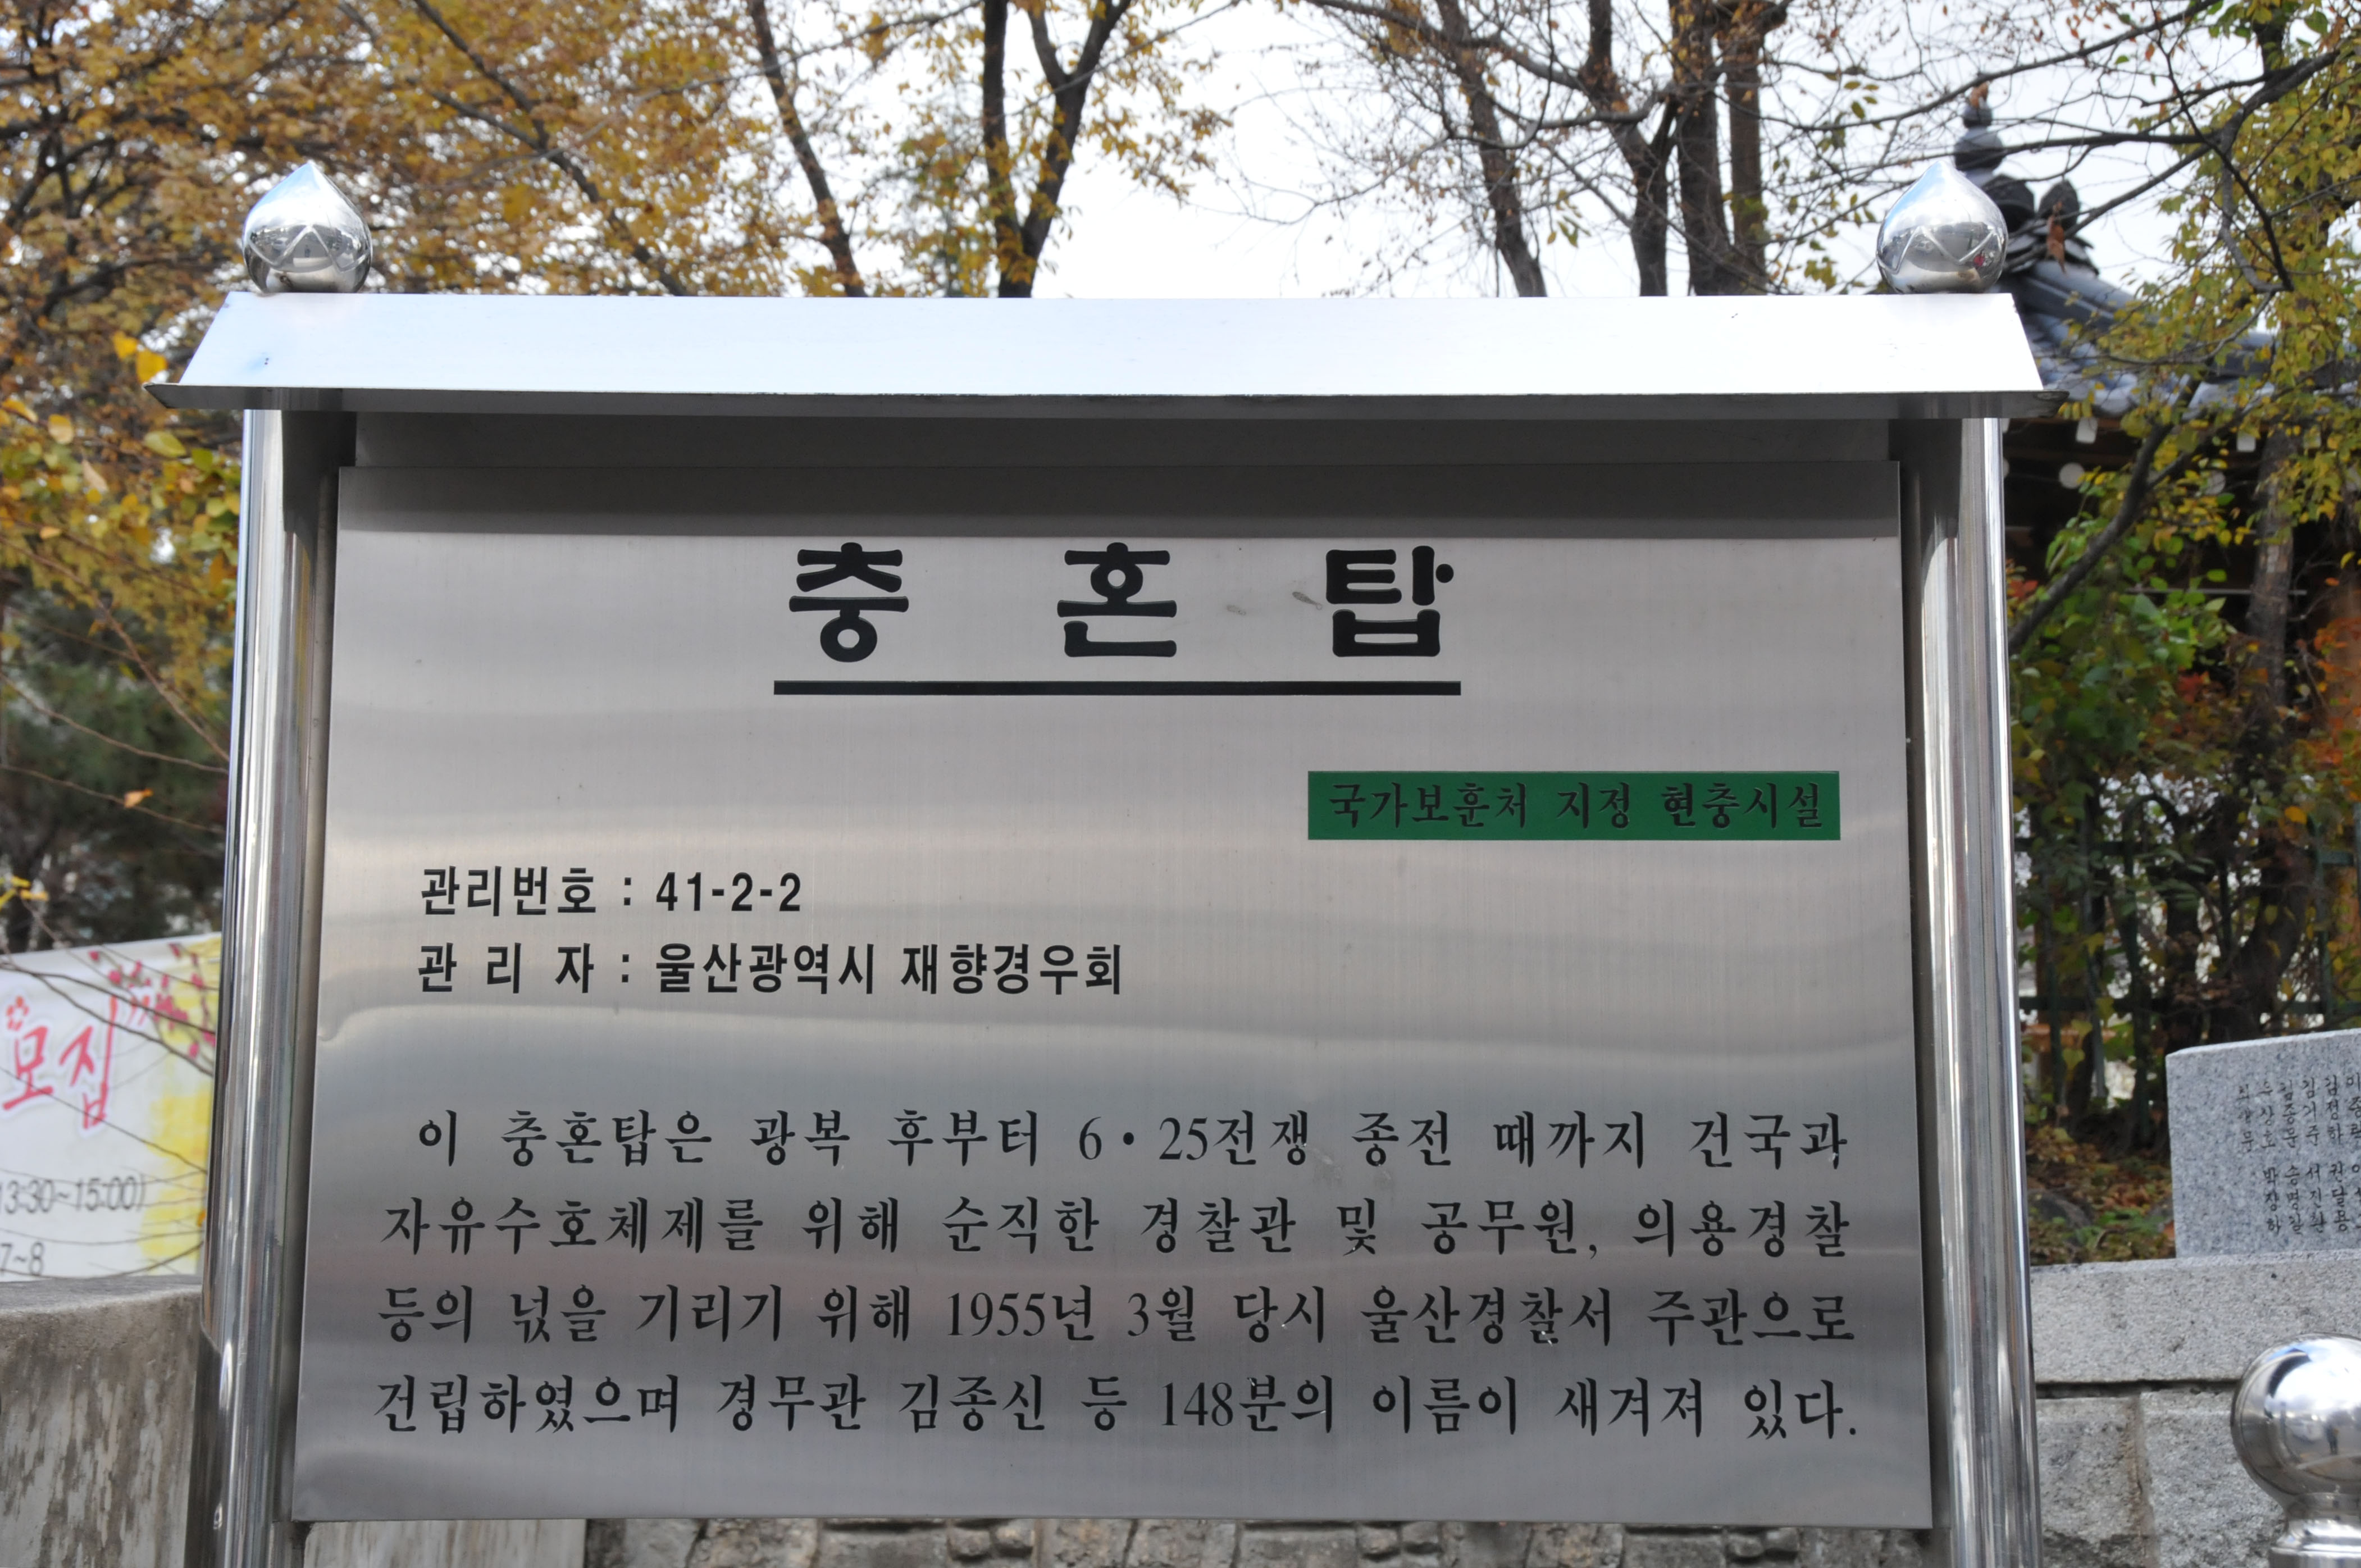 충 혼 탑
국가보훈처 지정 현충시설
관리번호 : 41-2-2
관 리 자 : 울산광역시 재향경우회
이 충혼탑은 광복 후부터 6·25전쟁 종전 때까지 건국과
자유수호체제를 위해 순직한 경찰관 및 공무원, 의용경찰
등의 넋을 기리기 위해 1955년 3월 당시 울산경찰서 주관으로
건립하였으며 경무관 김종신 등 148분의 이름이 새겨져 있다.
모집
13:30~15:00)
7~8